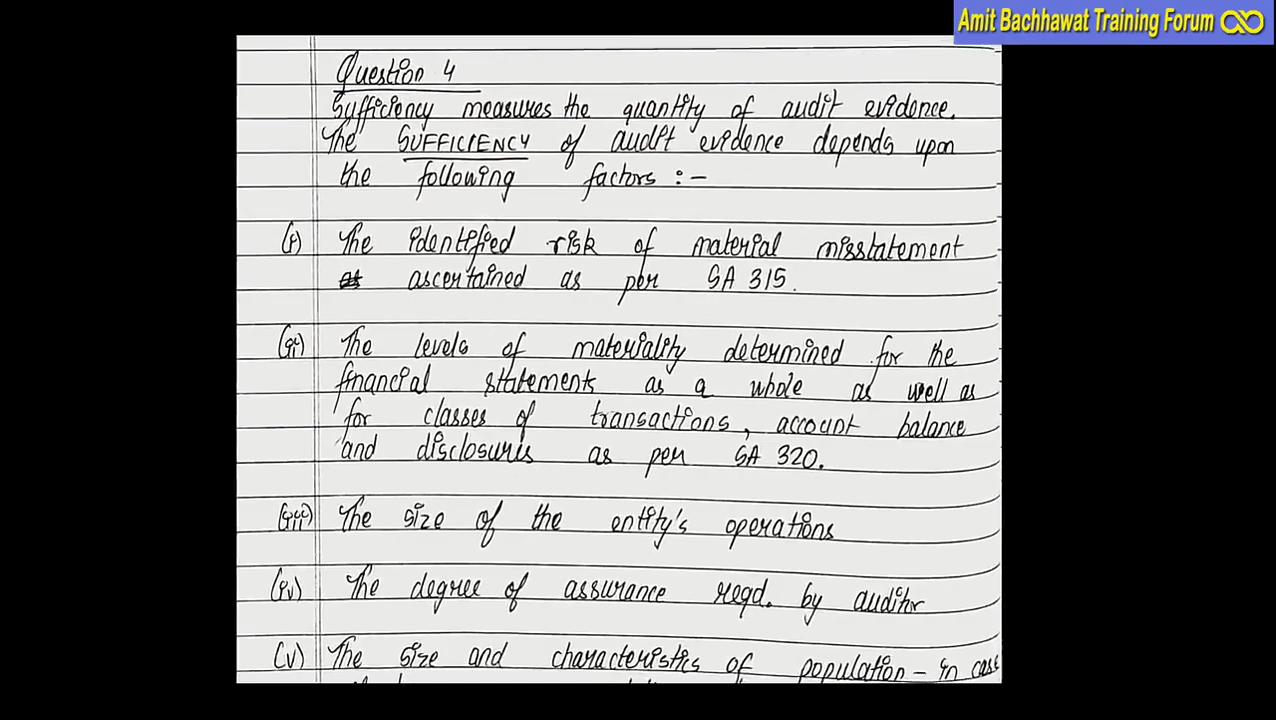 Amit Bachhawat Training Forum
Question 4
Sufficiency measures the quantity of audit evidence.
The SUFFICIENCY of audit evidence depends upon
the following factors :-
(i) The identified risk of material misstatement
ascertained as per SA 315.
(ii) The levels of materiality determined for the
financial statements as a whole as well as
for classes of transactions, account balance
and disclosures as per SA 320.
(iii) The size of the entity's operations
(iv) The degree of assurance reqd. by auditor
(v) The size and characteristics of population - in case